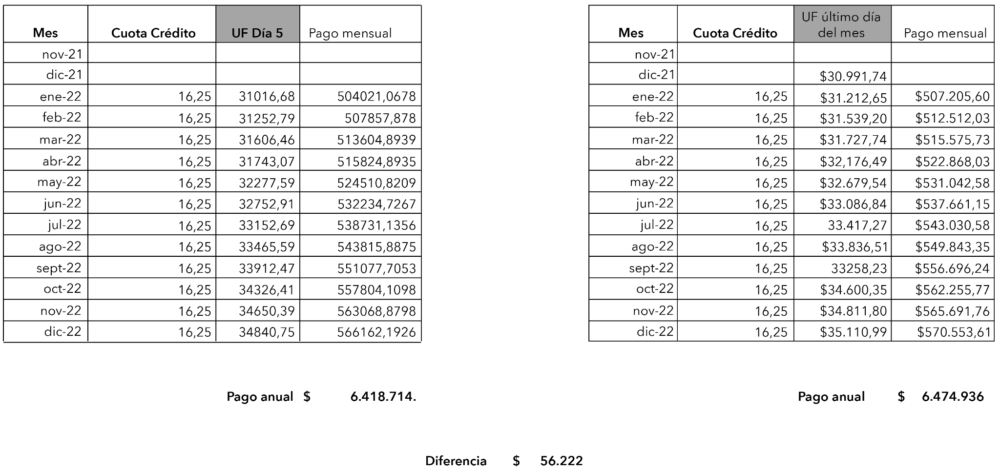 Mes Cuota Crédito UF Día 5 Pago mensual
nov-21
dic-21
ene-22 16,25 31016,68 504021,0678
feb-22 16,25 31252,79 507857,878
mar-22 16,25 31606,46 513604,8939
abr-22 16,25 31743,07 515824,8935
may-22 16,25 32277,59 524510,8209
jun-22 16,25 32752,91 532234,7267
jul-22 16,25 33152,69 538731,1356
ago-22 16,25 33465,59 543815,8875
sept-22 16,25 33912,47 551077,7053
oct-22 16,25 34326,41 557804,1098
nov-22 16,25 34650,39 563068,8798
dic-22 16,25 34840,75 566162,1926
Pago anual $ 6.418.714.
UF último día
Mes Cuota Crédito del mes Pago mensual
nov-21
dic-21 $30.991,74
ene-22 16,25 $31.212,65 $507.205,60
feb-22 16,25 $31.539,20 $512.512,03
mar-22 16,25 $31.727,74 $515.575,73
abr-22 16,25 $32,176,49 $522.868,03
may-22 16,25 $32.679,54 $531.042,58
jun-22 16,25 $33.086,84 $537.661,15
jul-22 16,25 33.417,27 $543.030,58
ago-22 16,25 $33.836,51 $549.843,35
sept-22 16,25 33258,23 $556.696,24
oct-22 16,25 $34.600,35 $562.255,77
nov-22 16,25 $34.811,80 $565.691,76
dic-22 16,25 $35.110,99 $570.553,61
Pago anual $ 6.474.936
Diferencia $ 56.222